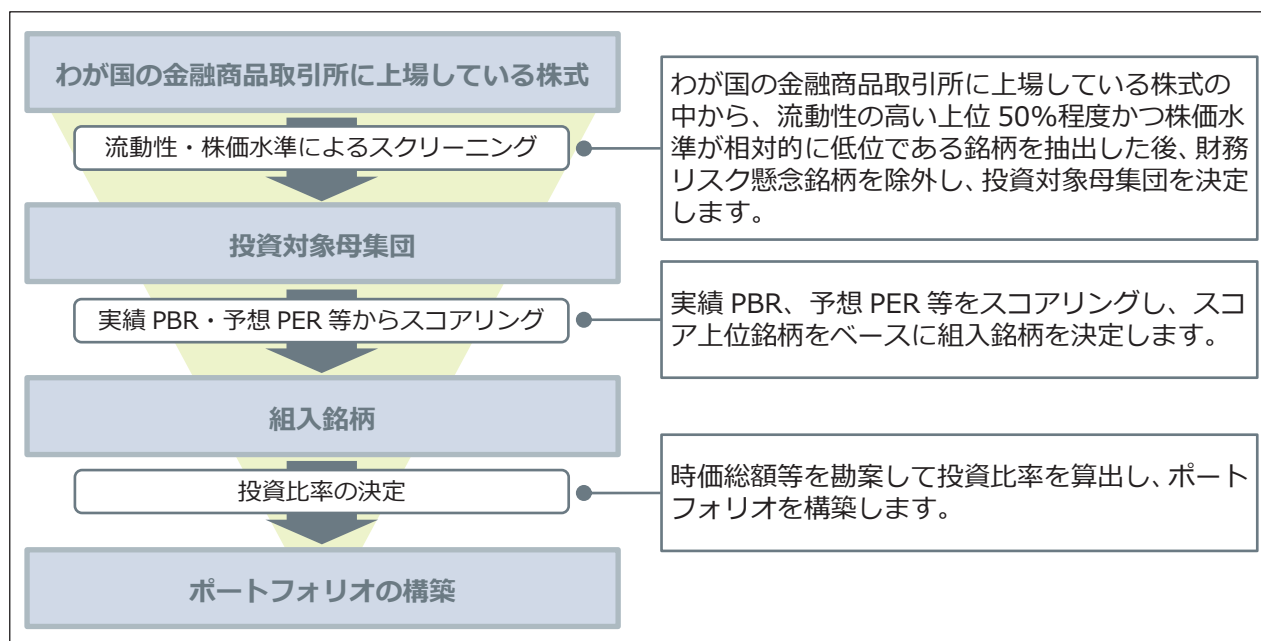 わが国の金融商品取引所に上場している株式
流動性・株価水準によるスクリーニング
わが国の金融商品取引所に上場している株式の
中から、流動性の高い上位 50%程度かつ株価水
準が相対的に低位である銘柄を抽出した後、財務
リスク懸念銘柄を除外し、投資対象母集団を決定
します。
投資対象母集団
実績 PBR・予想 PER 等からスコアリング
実績 PBR、予想 PER 等をスコアリングし、スコ
ア上位銘柄をベースに組入銘柄を決定します。
組入銘柄
投資比率の決定
時価総額等を勘案して投資比率を算出し、ポート
フォリオを構築します。
ポートフォリオの構築